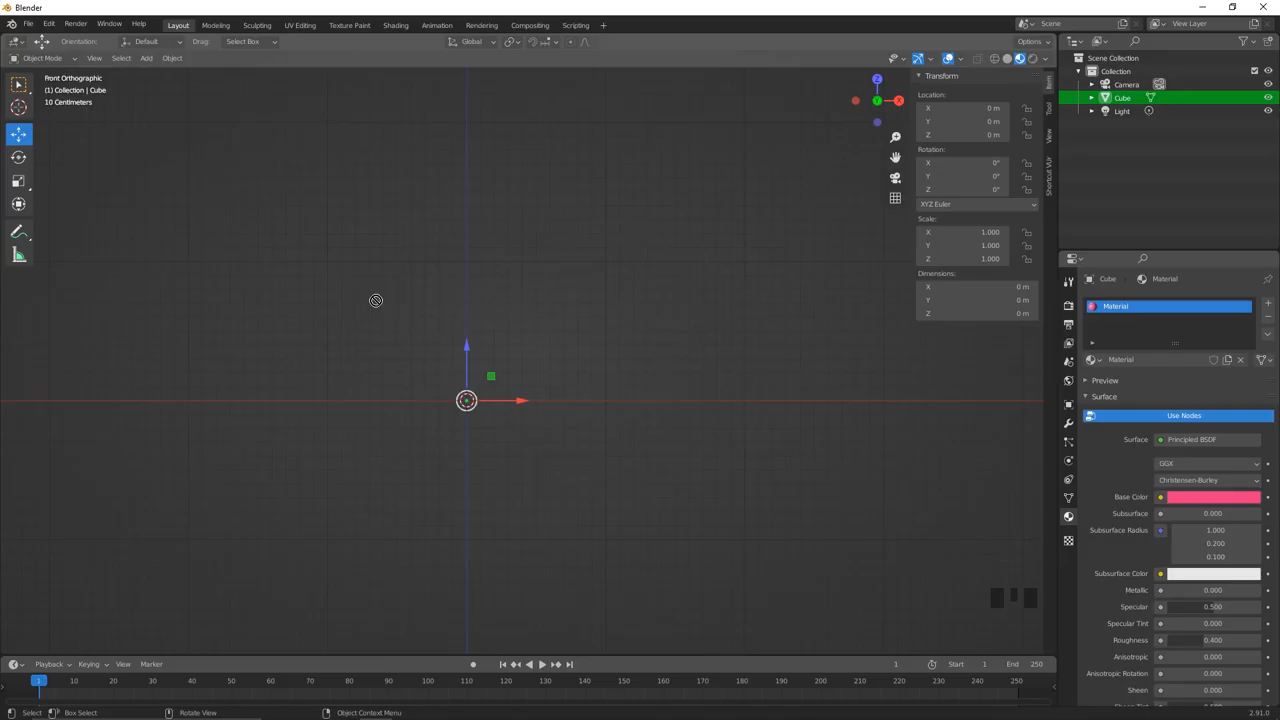 Blender
File Edit Render Window Help Layout Modeling Sculpting UV Editing Texture Paint Shading Animation Rendering Compositing Scripting + Scene View Layer
Orientation: Default Drag: Select Box Global Options
Object Mode View Select Add Object
Front Orthographic
(1) Collection | Cube
10 Centimeters
Z
Y
X
Transform
Location:
X 0 m
Y 0 m
Z 0 m
Rotation:
X 0°
Y 0°
Z 0°
XYZ Euler
Scale:
X 1.000
Y 1.000
Z 1.000
Dimensions:
X 0 m
Y 0 m
Z 0 m
Item
Tool
View
Shortcut VUr
Scene Collection
Collection
Camera
Cube
Light
Cube Material
Material
Material
Preview
Surface
Use Nodes
Surface Principled BSDF
GGX
Christensen-Burley
Base Color
Subsurface 0.000
Subsurface Radius 1.000
0.200
0.100
Subsurface Color
Metallic 0.000
Specular 0.500
Specular Tint 0.000
Roughness 0.400
Anisotropic 0.000
Anisotropic Rotation 0.000
Sheen 0.000
Playback Keying View Marker 1 Start 1 End 250
1 10 20 30 40 50 60 70 80 90 100 110 120 130 140 150 160 170 180 190 200 210 220 230 240 250
Select Box Select Rotate View Object Context Menu 2.91.0